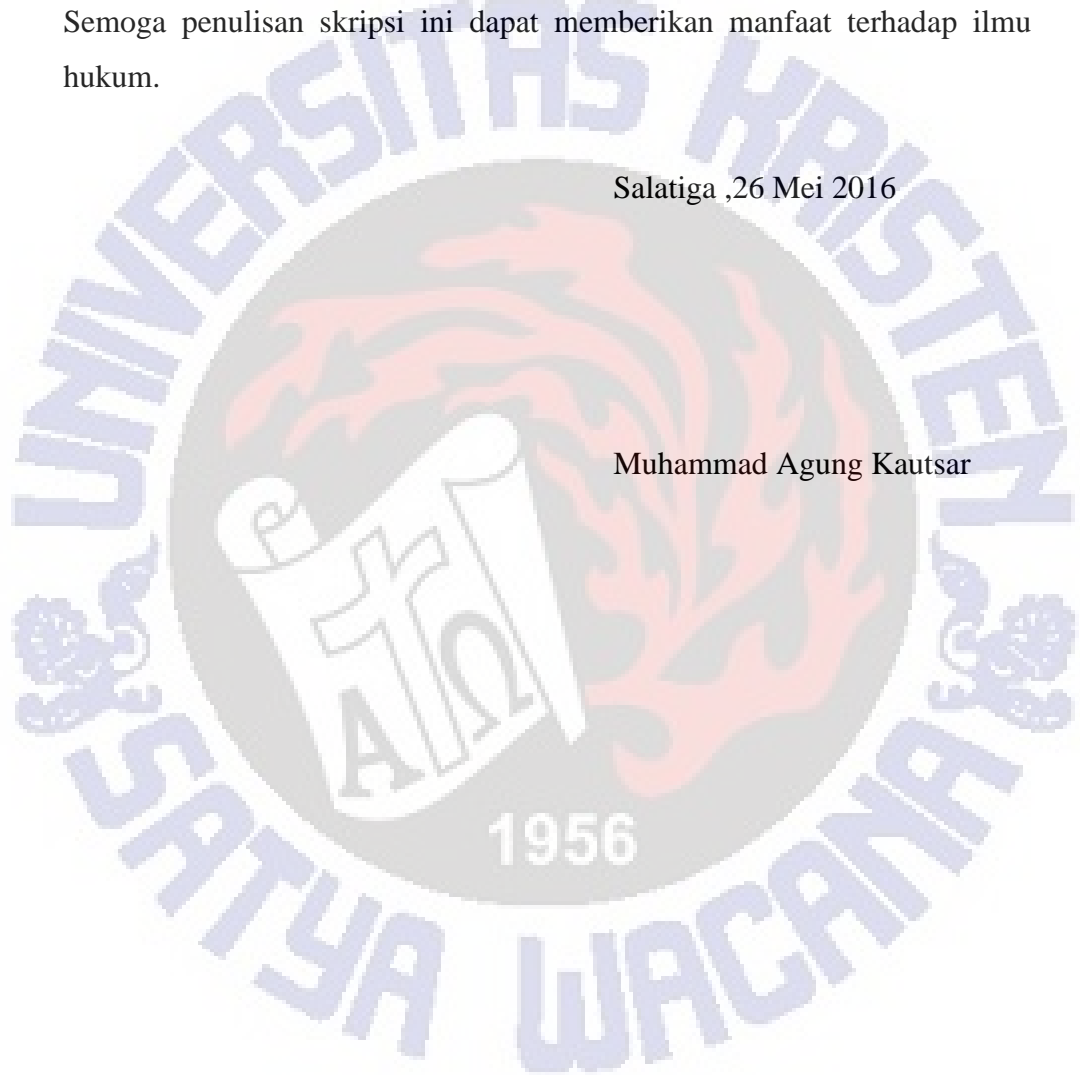 Semoga penulisan skripsi ini dapat memberikan manfaat terhadap ilmu
hukum.
Salatiga ,26 Mei 2016
Muhammad Agung Kautsar
UNIVERSITAS KRISTEN
SATYA WACANA
A Ω
1956